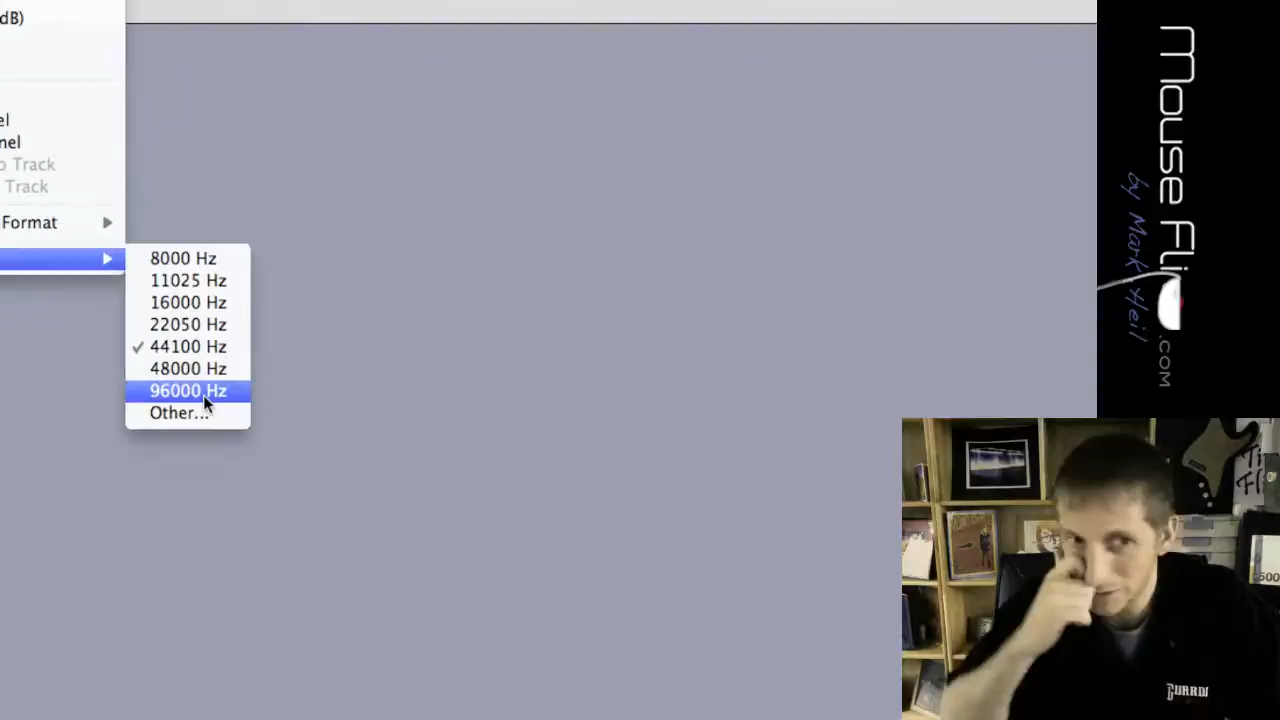 dB)
el
nel
o Track
Track
Format
8000 Hz
11025 Hz
16000 Hz
22050 Hz
44100 Hz
48000 Hz
96000 Hz
Other...
mouse Fli
by Mark Heil
.com